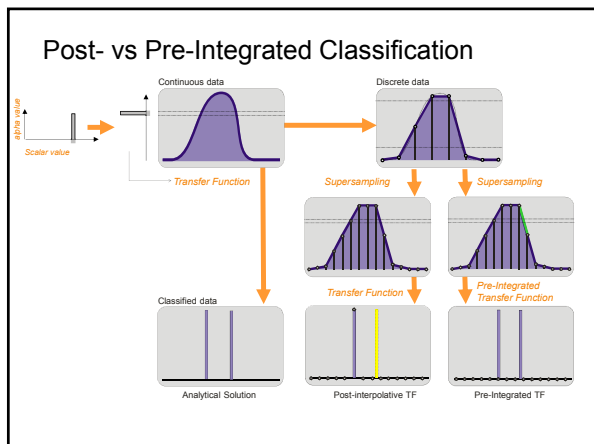 Post- vs Pre-Integrated Classification
Continuous data
Discrete data
alpha value
Scalar value
Transfer Function
Supersampling
Supersampling
Transfer Function
Pre-Integrated
Transfer Function
Classified data
Analytical Solution
Post-interpolative TF
Pre-Integrated TF